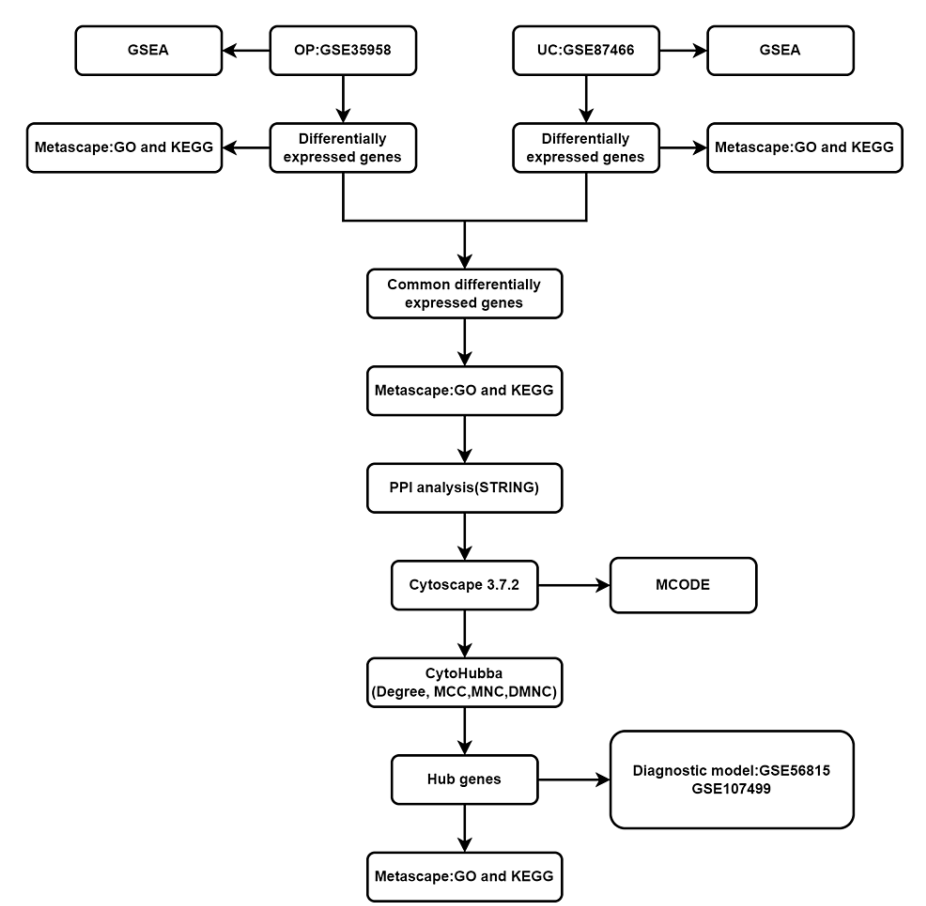 GSEA
OP:GSE35958
UC:GSE87466
GSEA
Metascape:GO and KEGG
Differentially
expressed genes
Differentially
expressed genes
Metascape:GO and KEGG
Common differentially
expressed genes
Metascape:GO and KEGG
PPI analysis(STRING)
Cytoscape 3.7.2
MCODE
CytoHubba
(Degree, MCC,MNC,DMNC)
Hub genes
Diagnostic model:GSE56815
GSE107499
Metascape:GO and KEGG